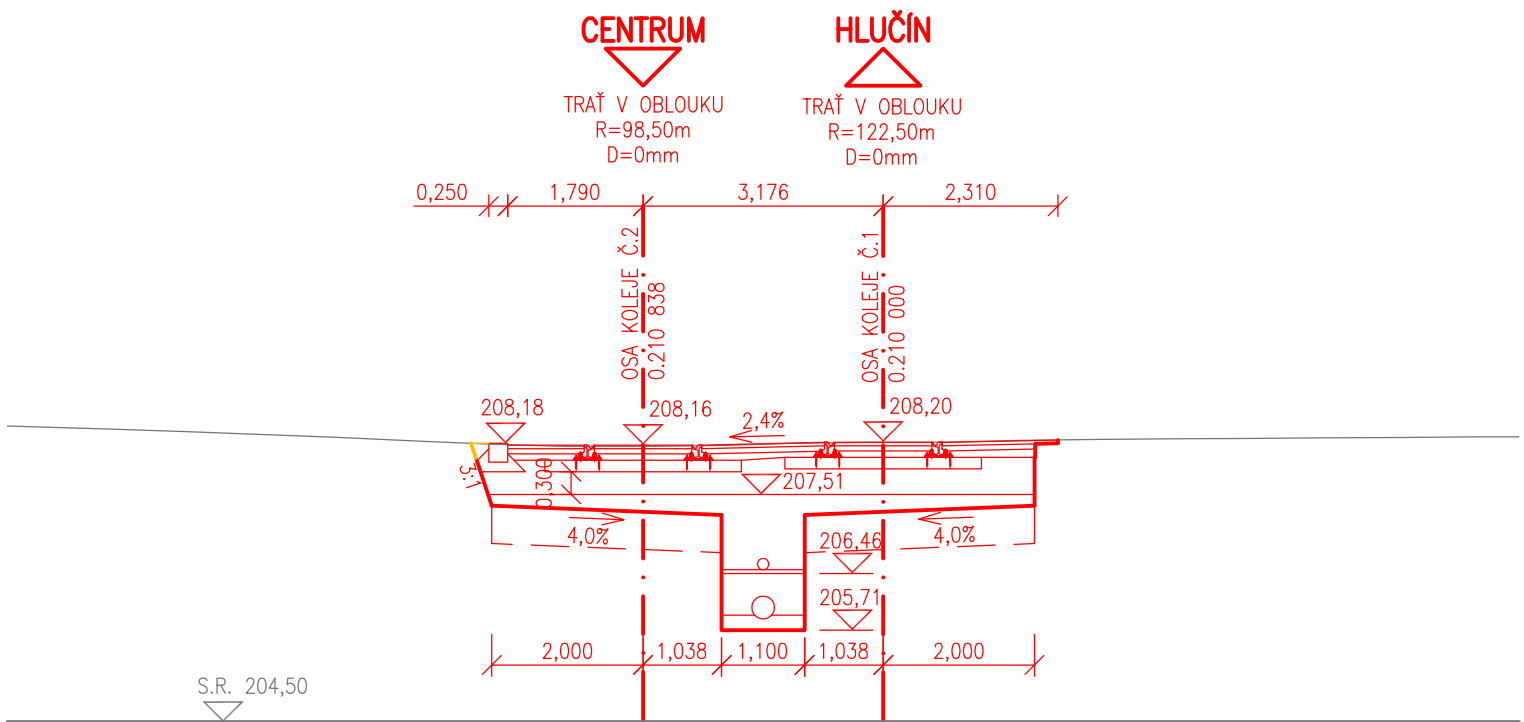 CENTRUM
HLUČÍN
TRAŤ V OBLOUKU
R=98,50m
D=0mm
TRAŤ V OBLOUKU
R=122,50m
D=0mm
0,250
1,790
3,176
2,310
OSA KOLEJE Č.2
0.210 838
OSA KOLEJE Č.1
0.210 000
208,18
208,16
2,4%
208,20
3:1
0,300
207,51
4,0%
206,46
4,0%
205,71
2,000
1,038
1,100
1,038
2,000
S.R. 204,50